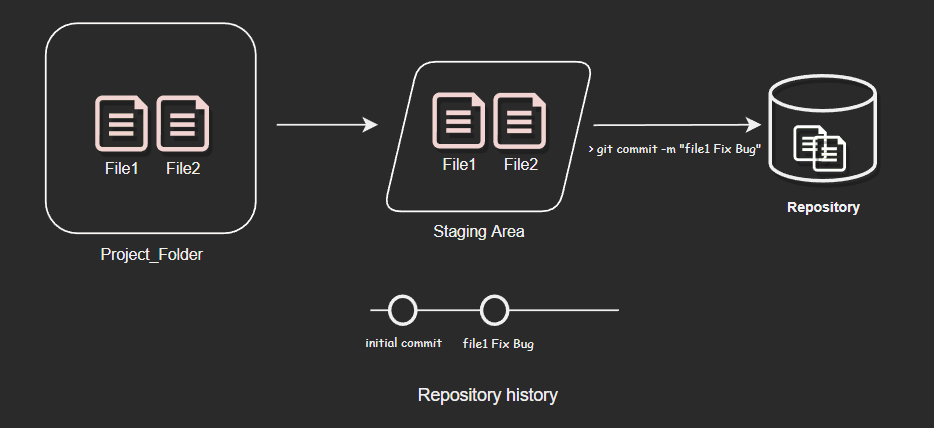 File1 File2
Project_Folder
File1 File2
Staging Area
> git commit -m "file1 Fix Bug"
Repository
initial commit
file1 Fix Bug
Repository history